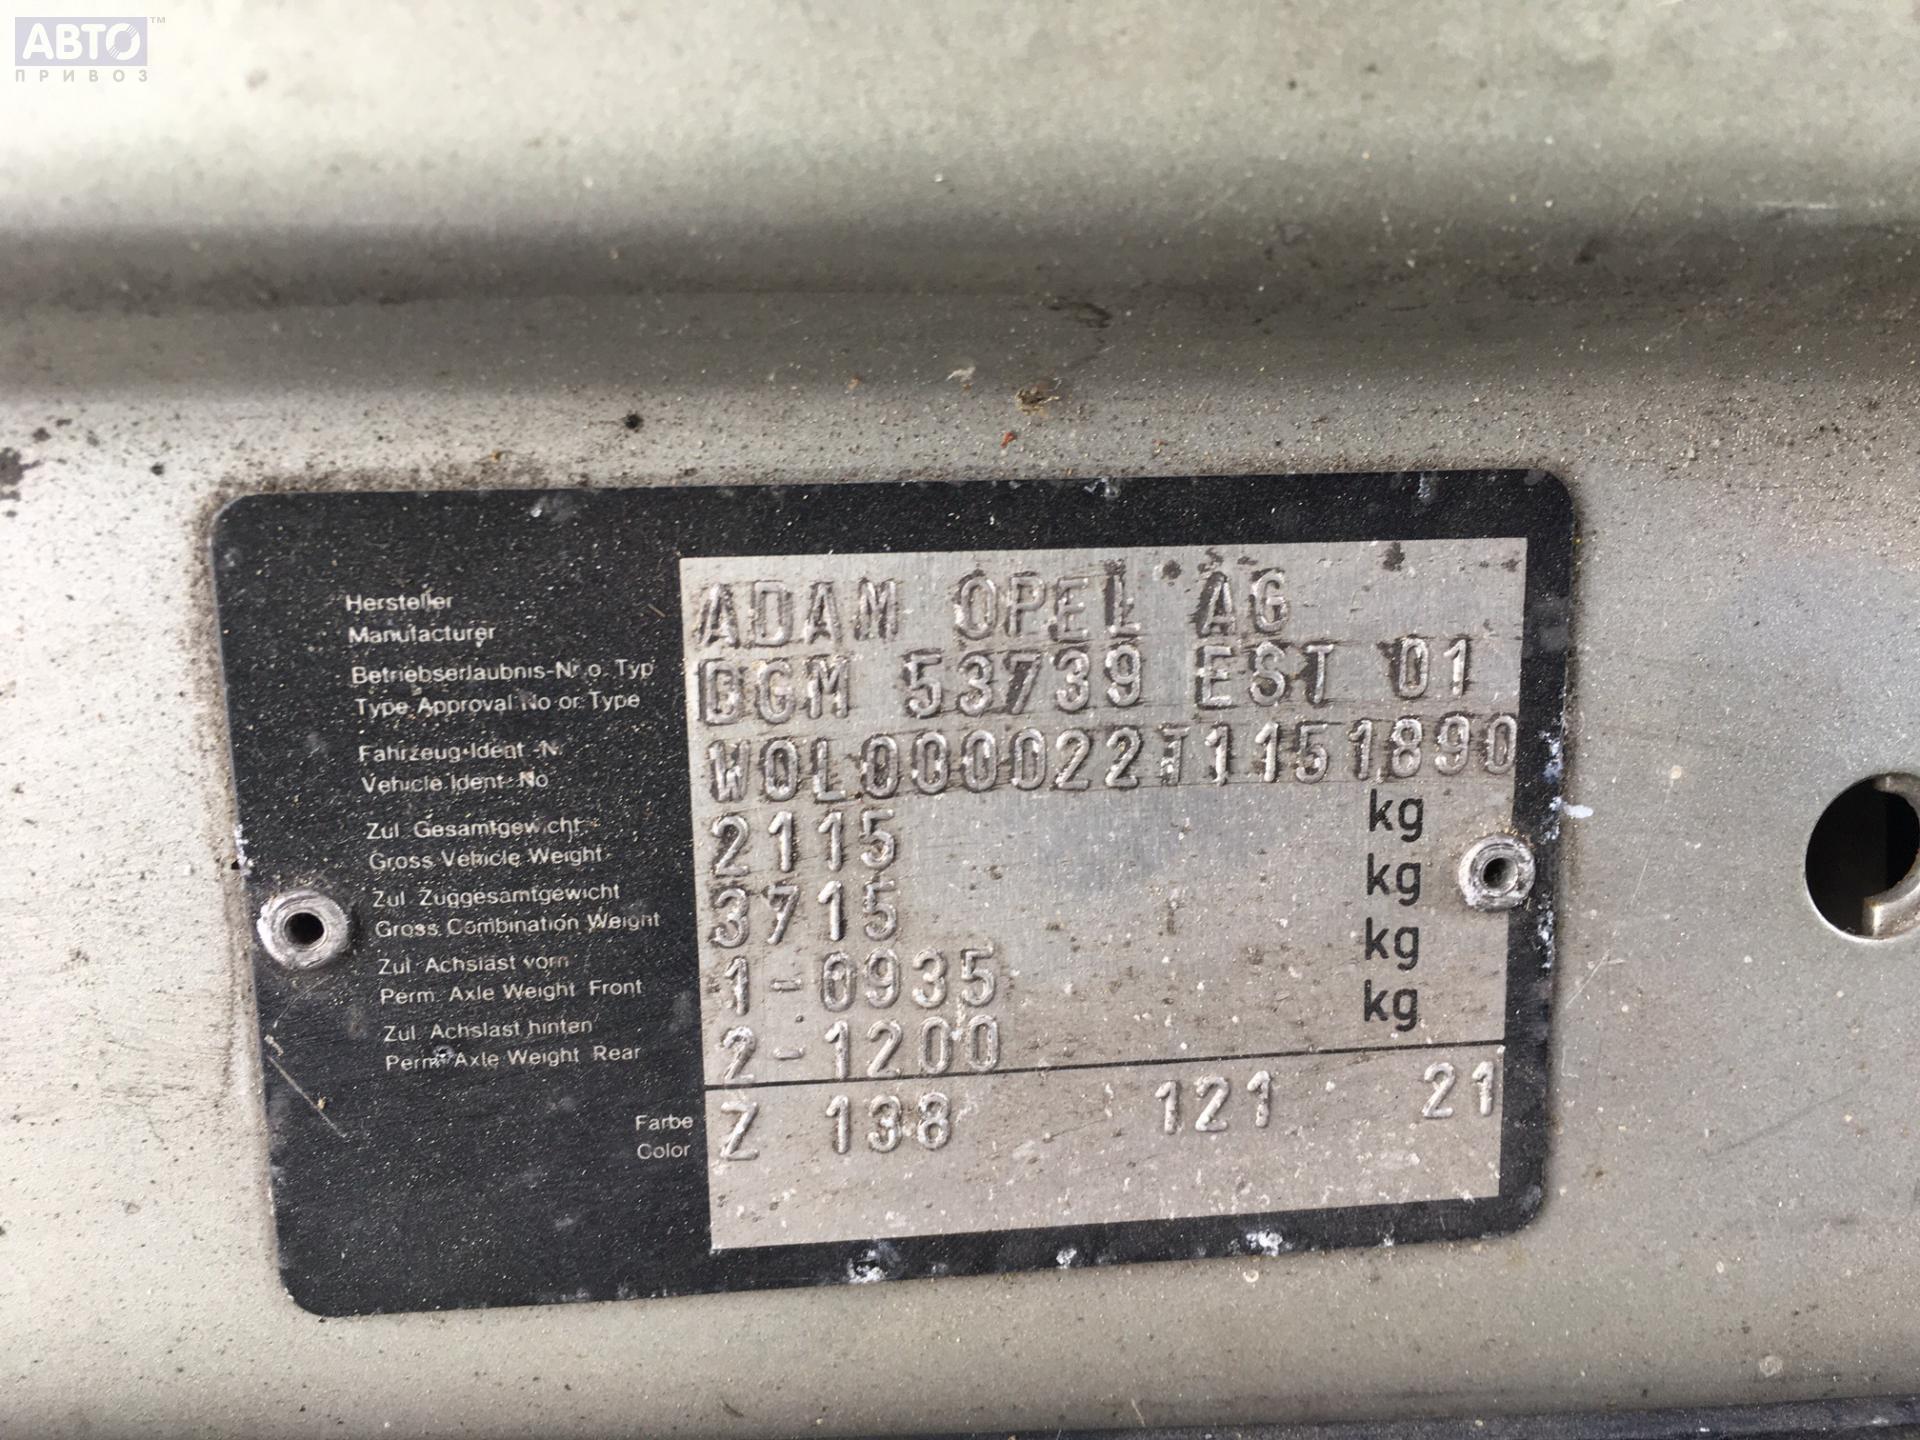 АВТО™
ПРИВОЗ
Hersteller
Manufacturer
ADAM OPEL AG
Betriebserlaubnis-Nr o. Typ
Type Approval No or Type
DGM 53739 EST 01
Fahrzeug-Ident -N.
Vehicle Ident-No
W0L000022T1151890
Zul Gesamtgewicht
Gross Vehicle Weight
2115 kg
Zul Zuggesamtgewicht
Gross Combination Weight
3715 kg
Zul Achslast vorn
Perm. Axle Weight Front
1-0935 kg
Zul. Achslast hinten
Perm Axle Weight Rear
2-1200 kg
Farbe
Color
Z 138 121 21